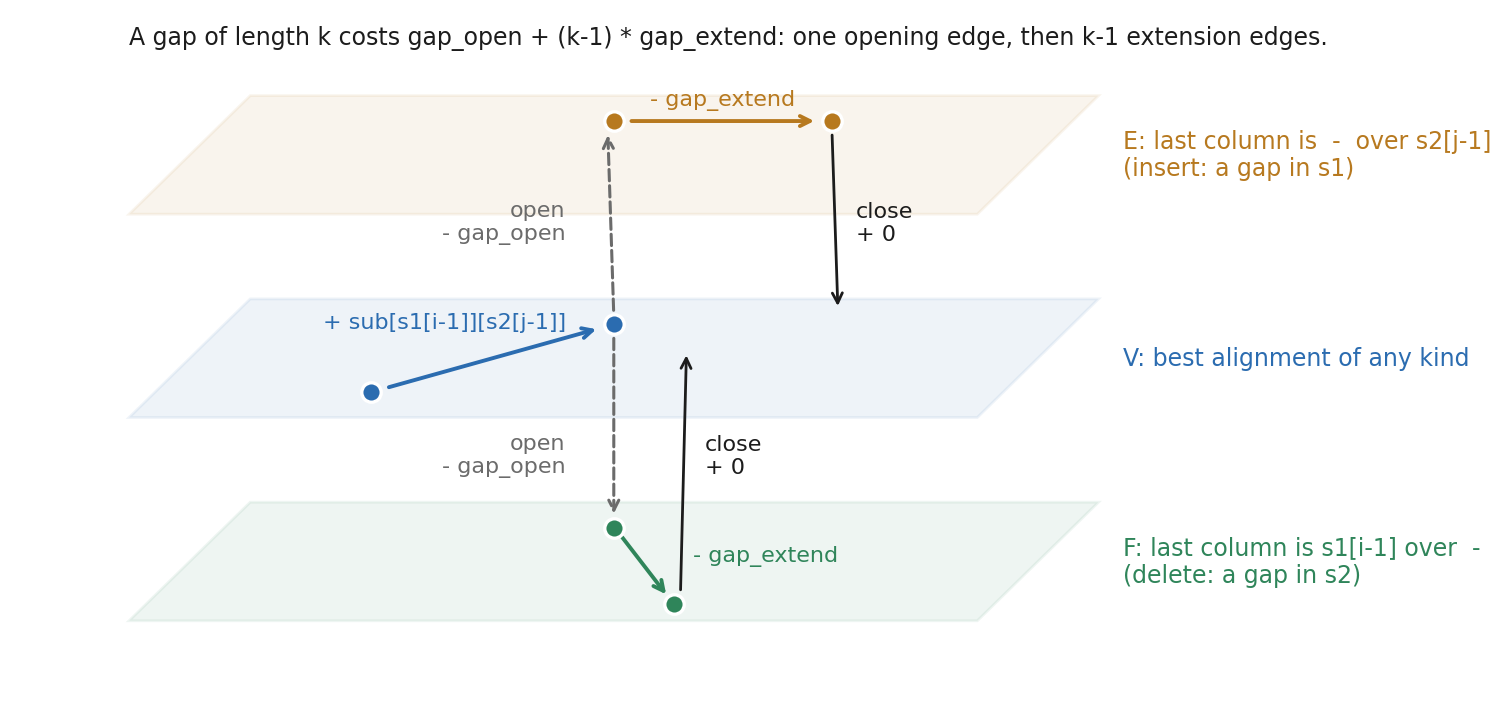 A gap of length k costs gap_open + (k-1) * gap_extend: one opening edge, then k-1 extension edges.
- gap_extend
E: last column is  -  over s2[j-1]
(insert: a gap in s1)
open
- gap_open
close
+ 0
+ sub[s1[i-1]][s2[j-1]]
V: best alignment of any kind
open
- gap_open
close
+ 0
- gap_extend
F: last column is s1[i-1] over  -
(delete: a gap in s2)